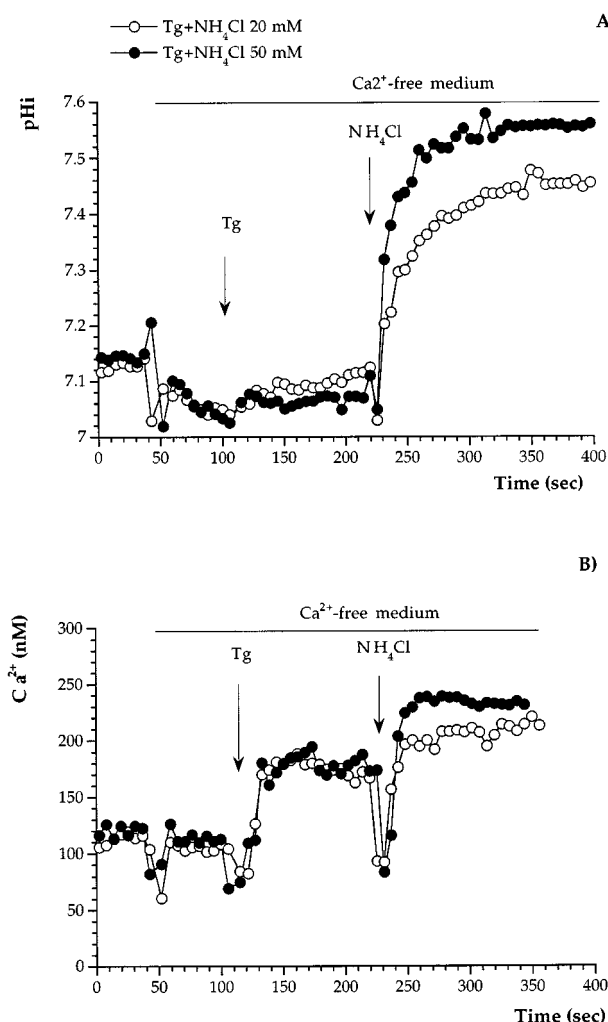 Tg+NH₄Cl 20 mM
Tg+NH₄Cl 50 mM
A
Ca2⁺-free medium
pHi
7.6
7.5
7.4
7.3
7.2
7.1
7
NH₄Cl
Tg
0 50 100 150 200 250 300 350 400
Time (sec)
B)
Ca²⁺-free medium
C a²⁺ (nM)
300
250
200
150
100
50
0
Tg
NH₄Cl
0 50 100 150 200 250 300 350 400
Time (sec)